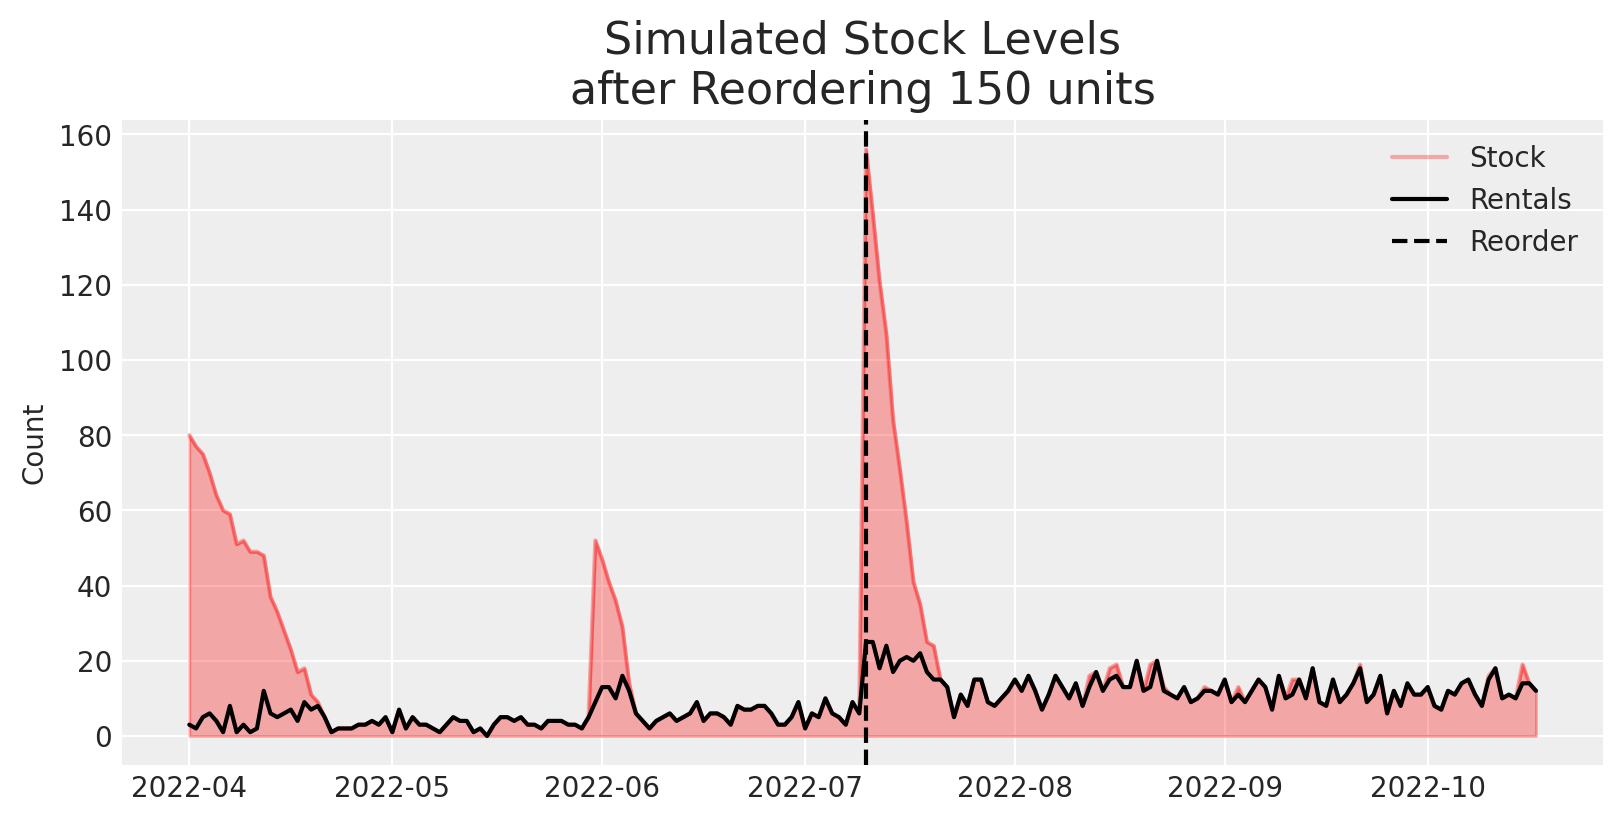 Simulated Stock Levels
after Reordering 150 units
160
140
120
100
80
60
40
20
0
Count
Stock
Rentals
Reorder
2022-04
2022-05
2022-06
2022-07
2022-08
2022-09
2022-10